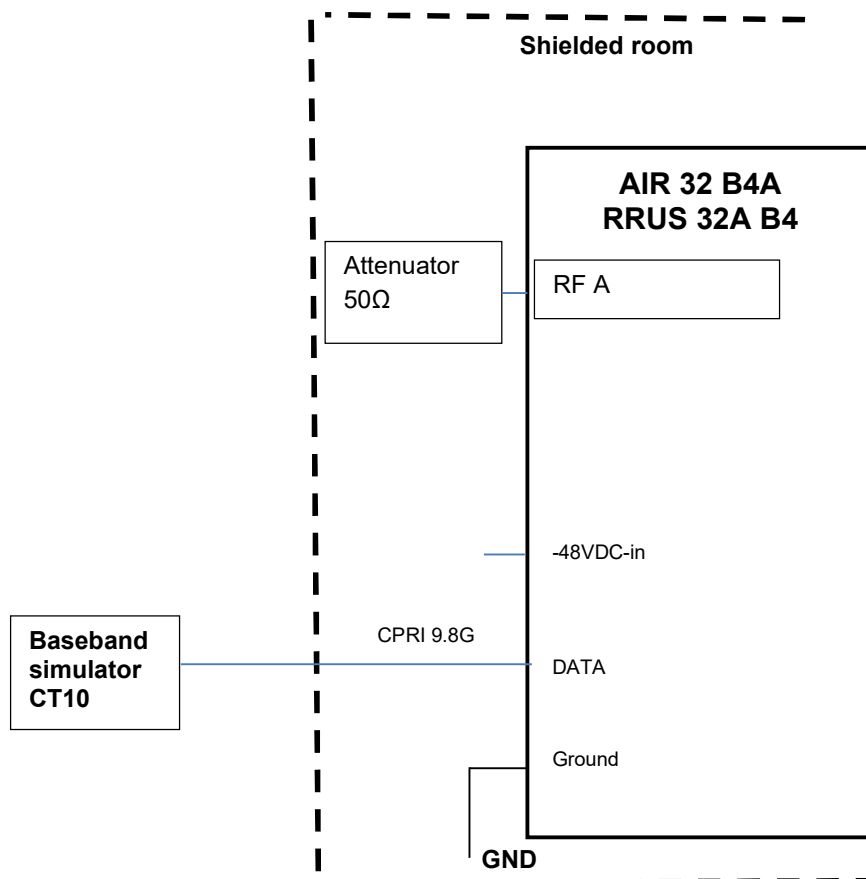 Shielded room
AIR 32 B4A
RRUS 32A B4
Attenuator
50Ω
RF A
-48VDC-in
CPRI 9.8G
Baseband
simulator
CT10
DATA
Ground
GND